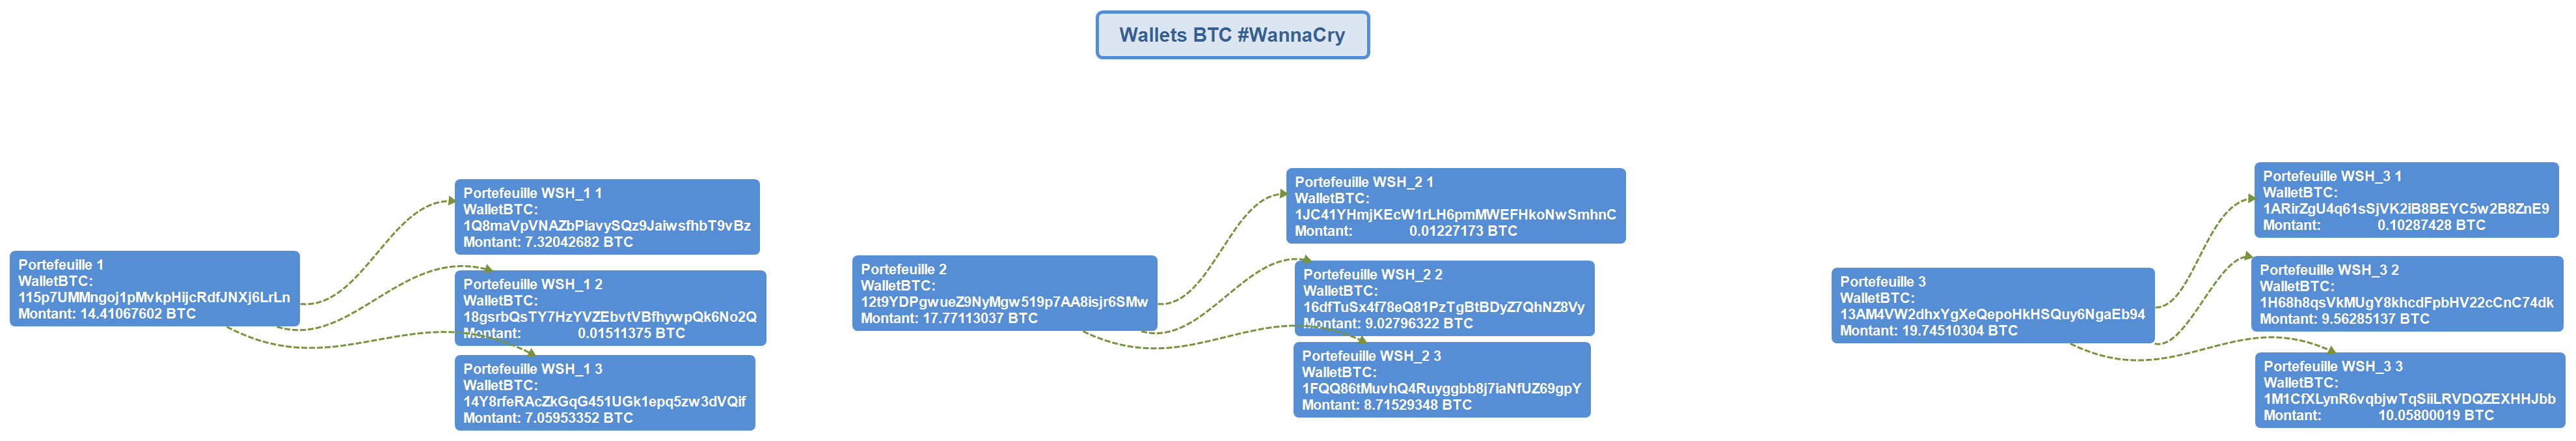 Wallets BTC #WannaCry
Portefeuille 1
WalletBTC:
115p7UMMngoj1pMvkpHijcRdfJNXj6LrLn
Montant: 14.41067602 BTC
Portefeuille WSH_1 1
WalletBTC:
1Q8maVpVNAZbPiavySQz9JaiwsfhbT9vBz
Montant: 7.32042682 BTC
Portefeuille WSH_1 2
WalletBTC:
18gsrbQsTY7HzYVZEbvtVBfhywpQk6No2Q
Montant: 0.01511375 BTC
Portefeuille WSH_1 3
WalletBTC:
14Y8rfeRAcZkGqG451UGk1epq5zw3dVQif
Montant: 7.05953352 BTC
Portefeuille 2
WalletBTC:
12t9YDPgwueZ9NyMgw519p7AA8isjr6SMw
Montant: 17.77113037 BTC
Portefeuille WSH_2 1
WalletBTC:
1JC41YHmjKEcW1rLH6pmMWEFHkoNwSmhnC
Montant: 0.01227173 BTC
Portefeuille WSH_2 2
WalletBTC:
16dfTuSx4f78eQ81PzTgBtBDyZ7QhNZ8Vy
Montant: 9.02796322 BTC
Portefeuille WSH_2 3
WalletBTC:
1FQQ86tMuvhQ4Ruyggbb8j7iaNfUZ69gpY
Montant: 8.71529348 BTC
Portefeuille 3
WalletBTC:
13AM4VW2dhxYgXeQepoHkHSQuy6NgaEb94
Montant: 19.74510304 BTC
Portefeuille WSH_3 1
WalletBTC:
1ARirZgU4q61sSjVK2iB8BEYC5w2B8ZnE9
Montant: 0.10287428 BTC
Portefeuille WSH_3 2
WalletBTC:
1H68h8qsVkMUgY8khcdFpbHV22cCnC74dk
Montant: 9.56285137 BTC
Portefeuille WSH_3 3
WalletBTC:
1M1CfXLynR6vqbjwTqSiiLRVDQZEXHHJbb
Montant: 10.05800019 BTC